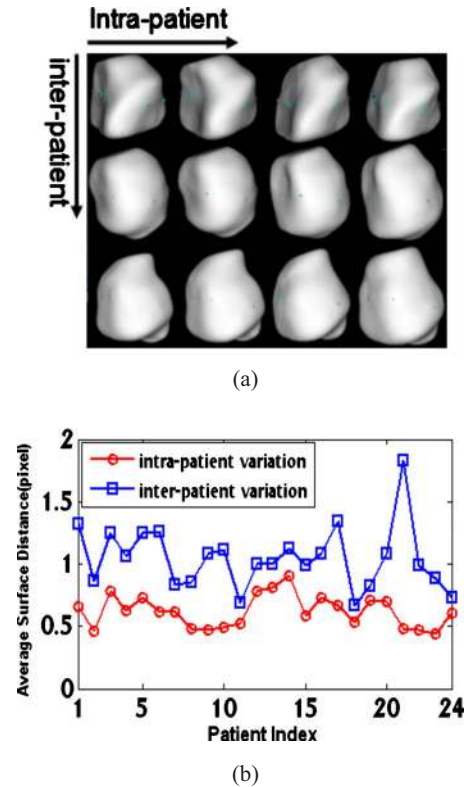 Intra-patient
inter-patient
(a)
Average Surface Distance(pixel)
2
1.5
1
0.5
0
intra-patient variation
inter-patient variation
1
5
10
15
20
24
Patient Index
(b)